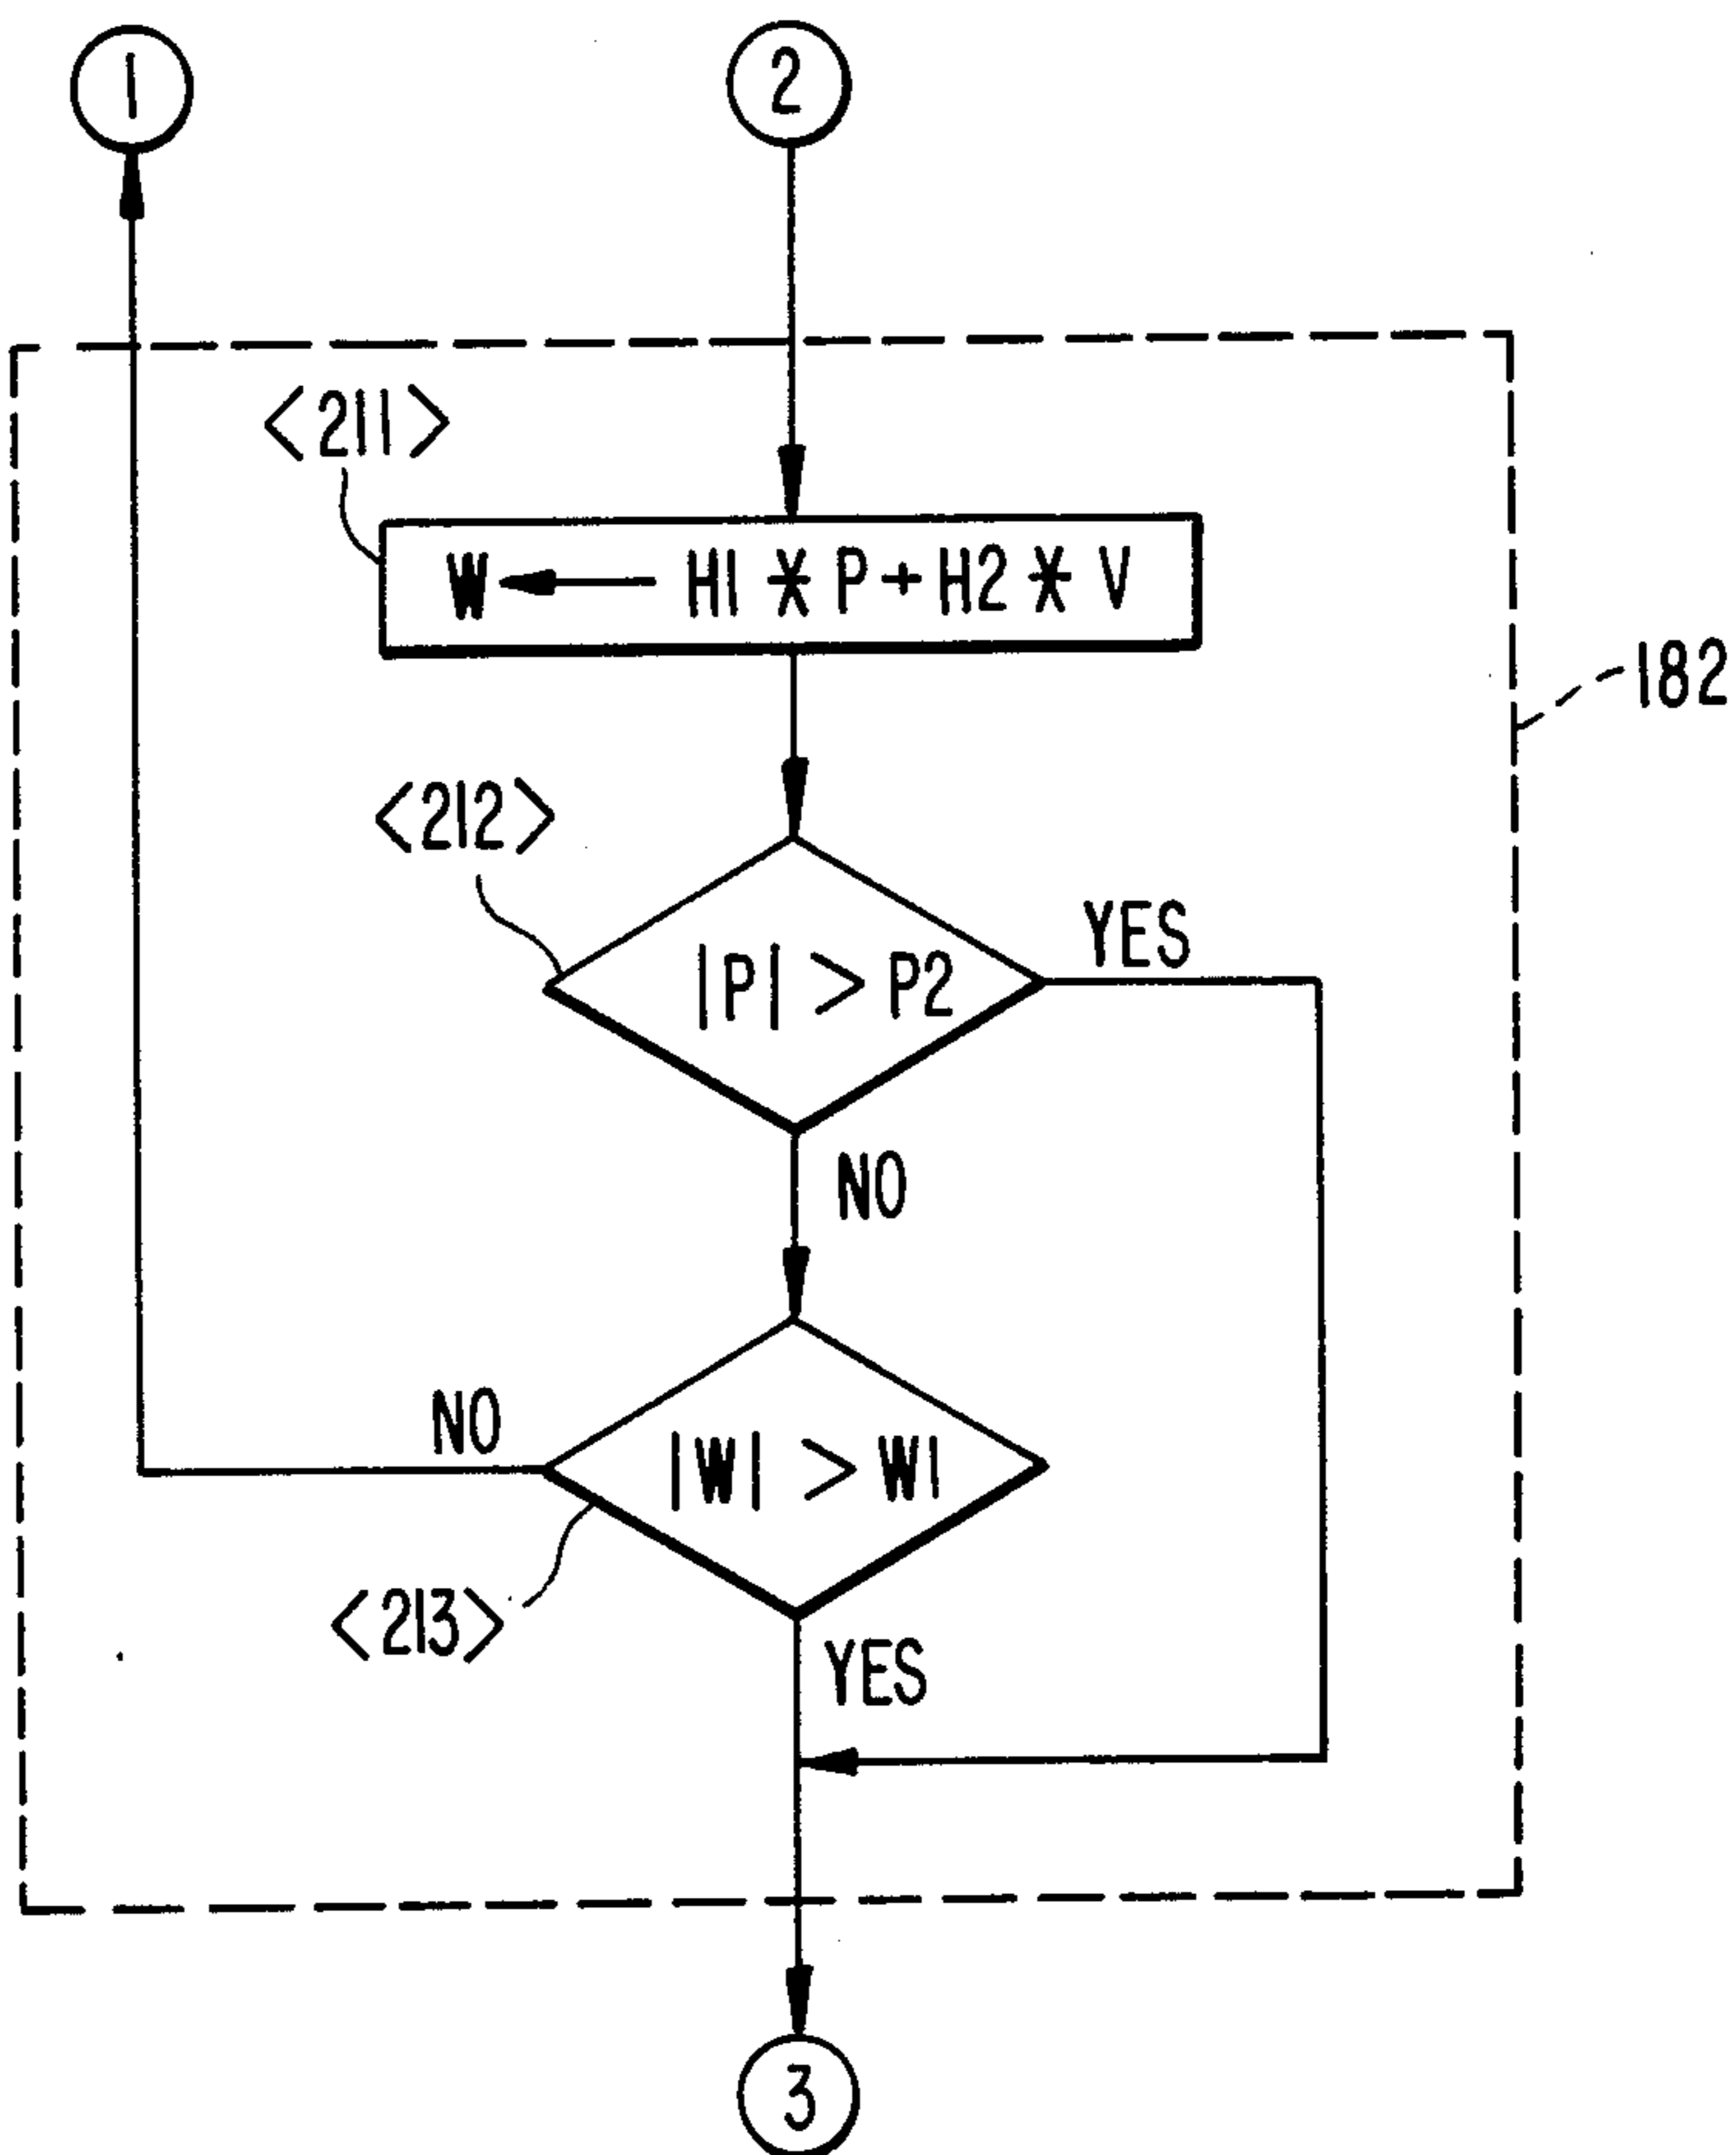 1
2
<211>
W ← H1 * P + H2 * V
182
<212>
YES
|P| > P2
NO
NO
|W| > W1
<213>
YES
3